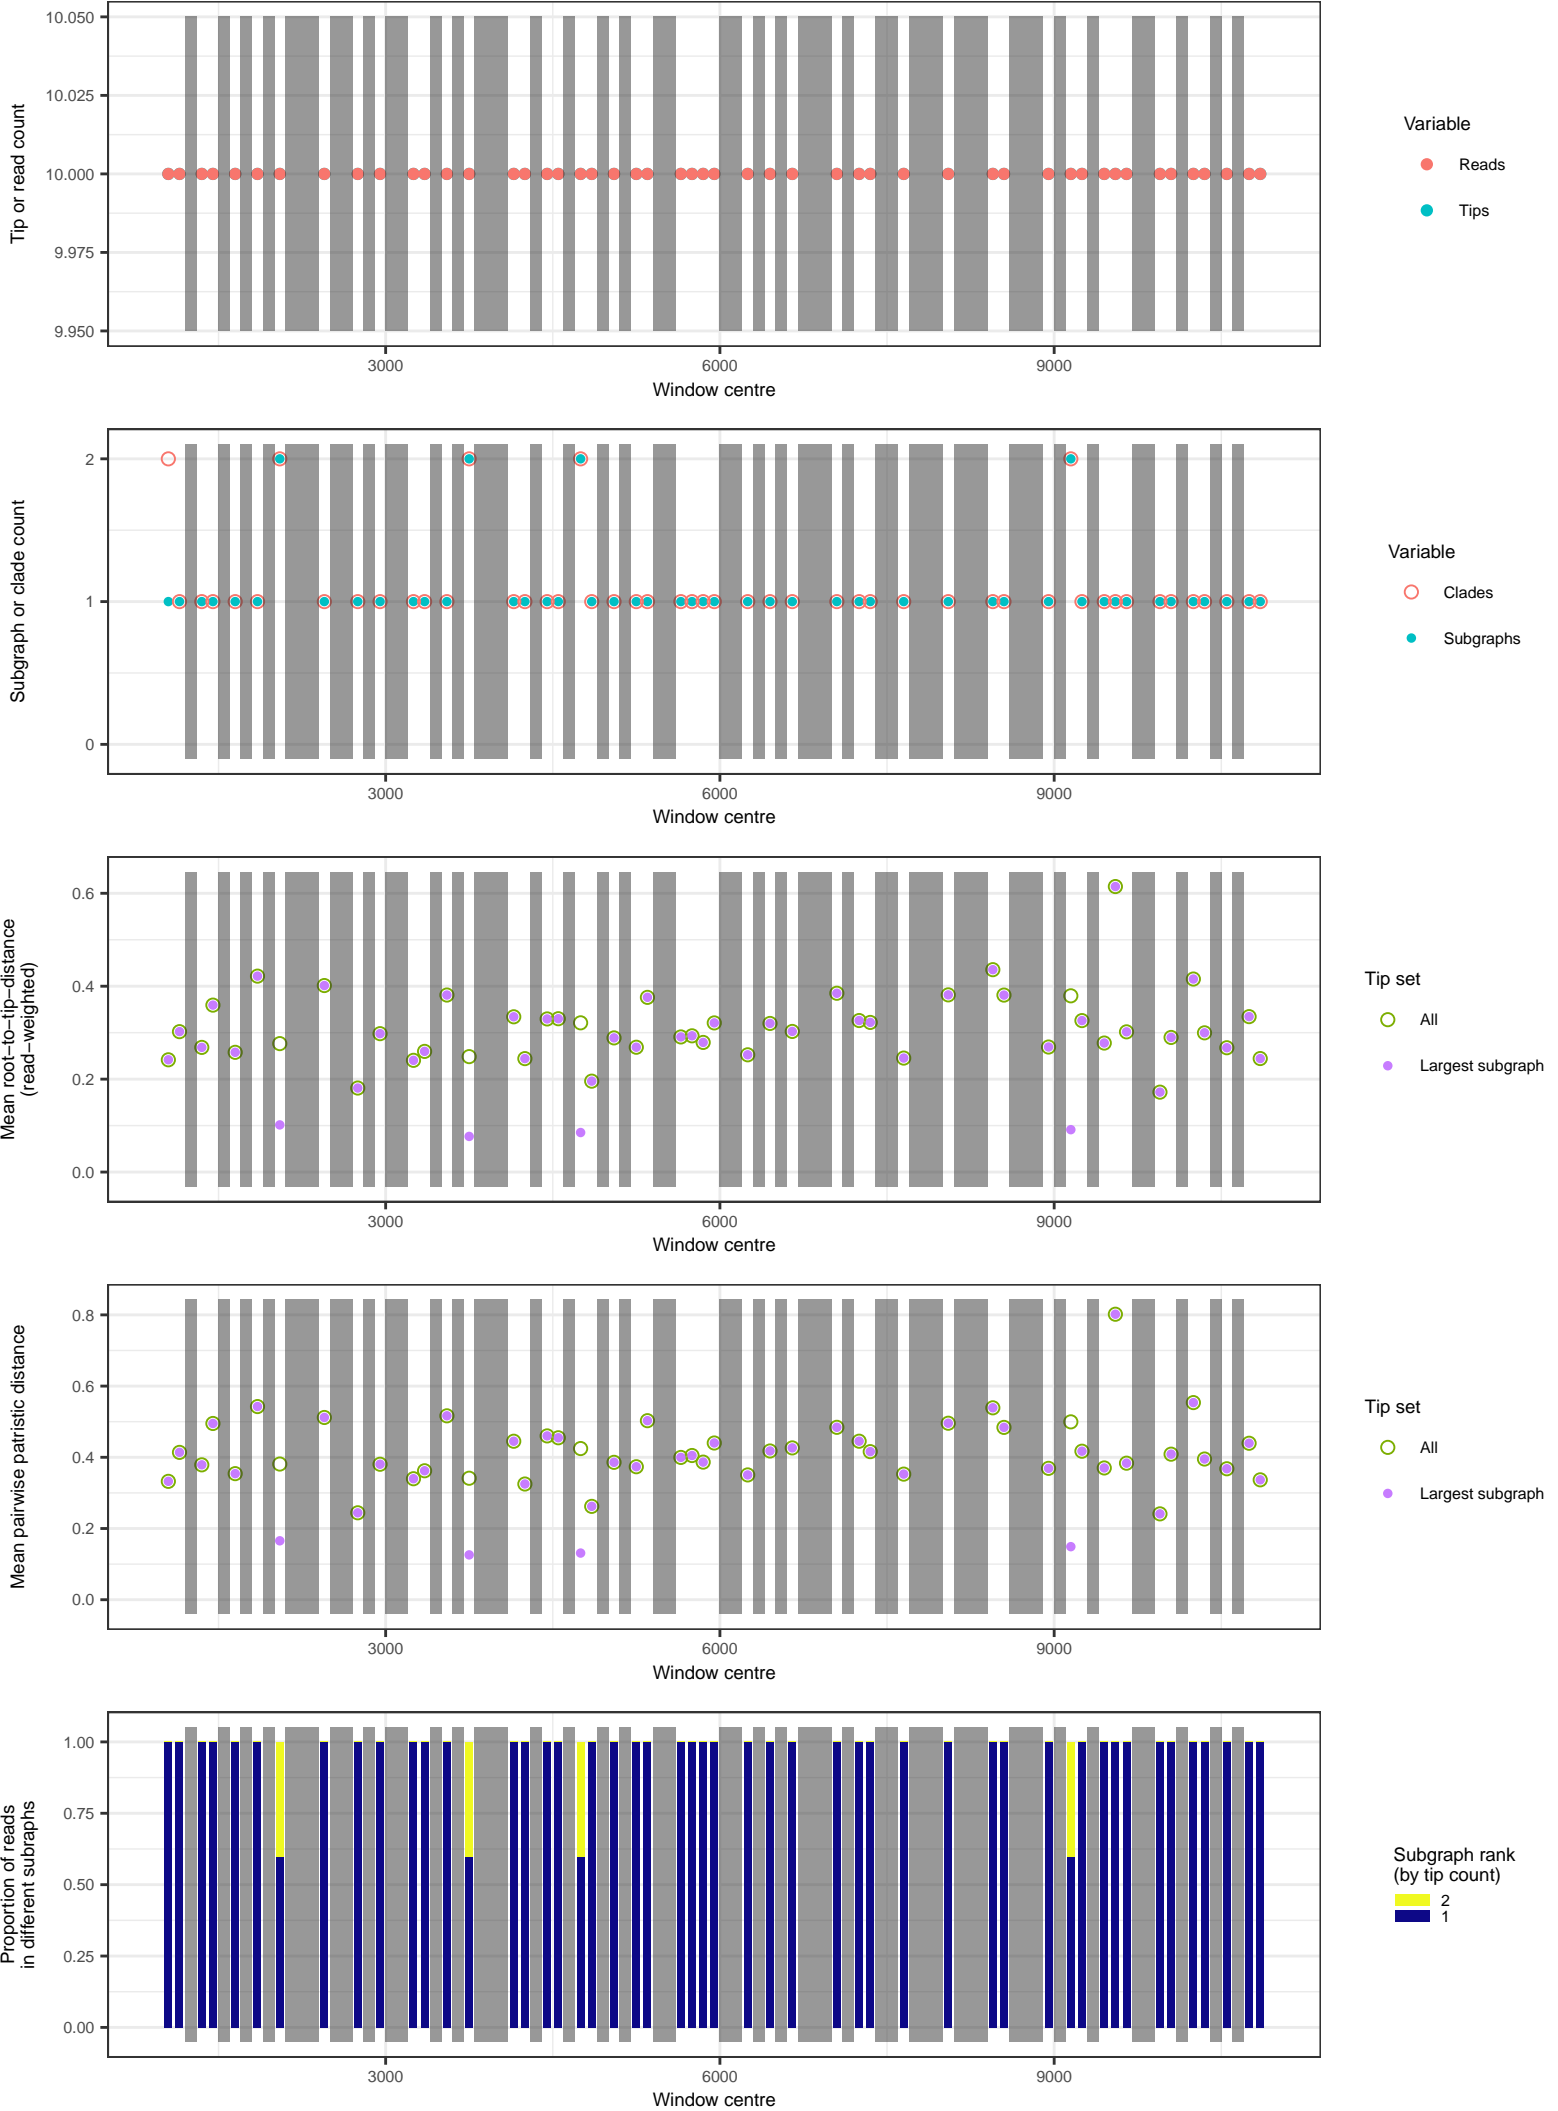 10.050
10.025
10.000
9.975
9.950
Tip or read count
3000
6000
9000
Window centre
Variable
Reads
Tips
2
1
0
Subgraph or clade count
3000
6000
9000
Window centre
Variable
Clades
Subgraphs
0.6
0.4
0.2
0.0
Mean root−to−tip−distance
(read−weighted)
3000
6000
9000
Window centre
Tip set
All
Largest subgraph
0.8
0.6
0.4
0.2
0.0
Mean pairwise patristic distance
3000
6000
9000
Window centre
Tip set
All
Largest subgraph
1.00
0.75
0.50
0.25
0.00
Proportion of reads
in different subraphs
3000
6000
9000
Window centre
Subgraph rank
(by tip count)
2
1